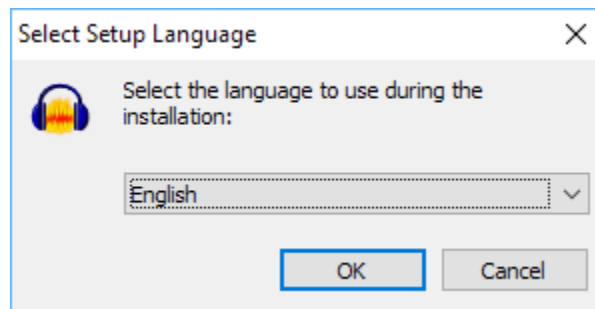 Select Setup Language
Select the language to use during the
installation:
English
OK
Cancel